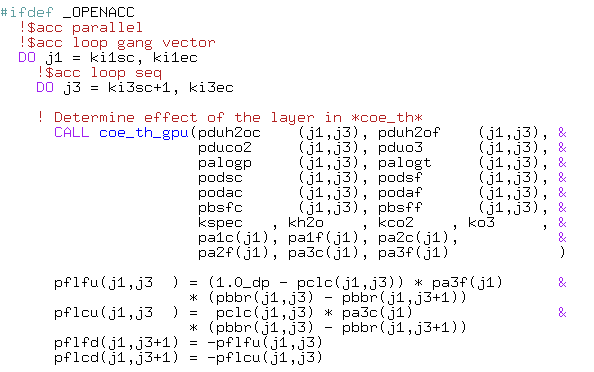 #ifdef _OPENACC
  !$acc parallel
  !$acc loop gang vector
  DO j1 = ki1sc, ki1ec
    !$acc loop seq
    DO j3 = ki3sc+1, ki3ec

    ! Determine effect of the layer in *coe_th*
      CALL coe_th_gpu(pduh2oc    (j1,j3), pduh2of    (j1,j3), &
                      pduco2     (j1,j3), pduo3      (j1,j3), &
                      palogp     (j1,j3), palogt     (j1,j3), &
                      podsc      (j1,j3), podsf      (j1,j3), &
                      podac      (j1,j3), podaf      (j1,j3), &
                      pbsfc      (j1,j3), pbsff      (j1,j3), &
                      kspec   , kh2o    , kco2    , ko3     , &
                      pa1c(j1), pa1f(j1), pa2c(j1),           &
                      pa2f(j1), pa3c(j1), pa3f(j1)            )

      pflfu(j1,j3  ) = (1.0_dp - pclc(j1,j3)) * pa3f(j1)      &
                     * (pbbr(j1,j3) - pbbr(j1,j3+1))
      pflcu(j1,j3  ) =  pclc(j1,j3) * pa3c(j1)                &
                     * (pbbr(j1,j3) - pbbr(j1,j3+1))
      pflfd(j1,j3+1) = -pflfu(j1,j3)
      pflcd(j1,j3+1) = -pflcu(j1,j3)